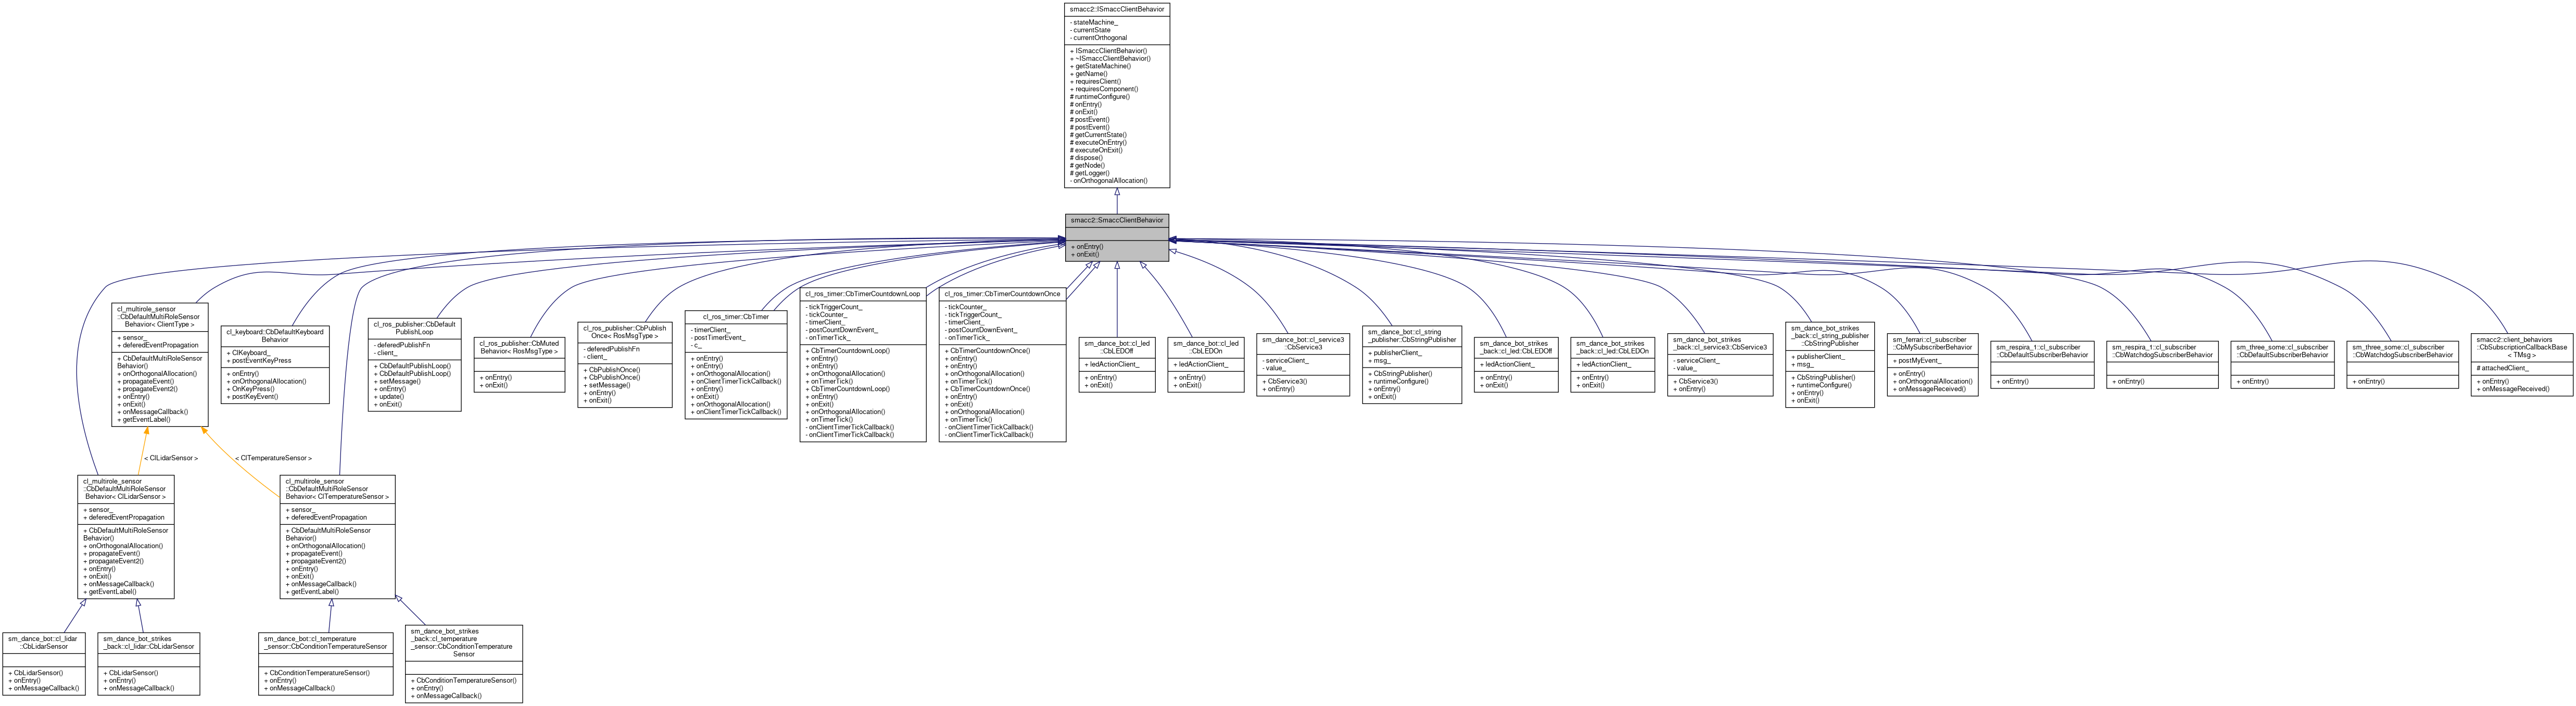 smacc2::ISmaccClientBehavior
- stateMachine_
- currentState
- currentOrthogonal
+ ISmaccClientBehavior()
+ ~ISmaccClientBehavior()
+ getStateMachine()
+ getName()
+ requiresClient()
+ requiresComponent()
# runtimeConfigure()
# onEntry()
# onExit()
# postEvent()
# postEvent()
# getCurrentState()
# executeOnEntry()
# executeOnExit()
# dispose()
# getNode()
# getLogger()
- onOrthogonalAllocation()
smacc2::SmaccClientBehavior
+ onEntry()
+ onExit()
cl_multirole_sensor
::CbDefaultMultiRoleSensor
Behavior< ClientType >
+ sensor_
+ deferedEventPropagation
+ CbDefaultMultiRoleSensor
Behavior()
+ onOrthogonalAllocation()
+ propagateEvent()
+ propagateEvent2()
+ onEntry()
+ onExit()
+ onMessageCallback()
+ getEventLabel()
cl_keyboard::CbDefaultKeyboard
Behavior
+ ClKeyboard_
+ postEventKeyPress
+ onEntry()
+ onOrthogonalAllocation()
+ OnKeyPress()
+ postKeyEvent()
cl_ros_publisher::CbDefault
PublishLoop
- deferedPublishFn
- client_
+ CbDefaultPublishLoop()
+ CbDefaultPublishLoop()
+ setMessage()
+ onEntry()
+ update()
+ onExit()
cl_ros_publisher::CbMuted
Behavior< RosMsgType >
+ onEntry()
+ onExit()
cl_ros_publisher::CbPublish
Once< RosMsgType >
- deferedPublishFn
- client_
+ CbPublishOnce()
+ CbPublishOnce()
+ setMessage()
+ onEntry()
+ onExit()
cl_ros_timer::CbTimer
- timerClient_
- postTimerEvent_
- c_
+ onEntry()
+ onEntry()
+ onOrthogonalAllocation()
+ onClientTimerTickCallback()
+ onEntry()
+ onExit()
+ onOrthogonalAllocation()
+ onClientTimerTickCallback()
cl_ros_timer::CbTimerCountdownLoop
- tickTriggerCount_
- tickCounter_
- timerClient_
- postCountDownEvent_
- onTimerTick_
+ CbTimerCountdownLoop()
+ onEntry()
+ onEntry()
+ onOrthogonalAllocation()
+ onTimerTick()
+ CbTimerCountdownLoop()
+ onEntry()
+ onExit()
+ onOrthogonalAllocation()
+ onTimerTick()
- onClientTimerTickCallback()
- onClientTimerTickCallback()
cl_ros_timer::CbTimerCountdownOnce
- tickCounter_
- tickTriggerCount_
- timerClient_
- postCountDownEvent_
- onTimerTick_
+ CbTimerCountdownOnce()
+ onEntry()
+ onEntry()
+ onOrthogonalAllocation()
+ onTimerTick()
+ CbTimerCountdownOnce()
+ onEntry()
+ onExit()
+ onOrthogonalAllocation()
+ onTimerTick()
- onClientTimerTickCallback()
- onClientTimerTickCallback()
sm_dance_bot::cl_led
::CbLEDOff
+ ledActionClient_
+ onEntry()
+ onExit()
sm_dance_bot::cl_led
::CbLEDOn
+ ledActionClient_
+ onEntry()
+ onExit()
sm_dance_bot::cl_service3
::CbService3
- serviceClient_
- value_
+ CbService3()
+ onEntry()
sm_dance_bot::cl_string
_publisher::CbStringPublisher
+ publisherClient_
+ msg_
+ CbStringPublisher()
+ runtimeConfigure()
+ onEntry()
+ onExit()
sm_dance_bot_strikes
_back::cl_led::CbLEDOff
+ ledActionClient_
+ onEntry()
+ onExit()
sm_dance_bot_strikes
_back::cl_led::CbLEDOn
+ ledActionClient_
+ onEntry()
+ onExit()
sm_dance_bot_strikes
_back::cl_service3::CbService3
- serviceClient_
- value_
+ CbService3()
+ onEntry()
sm_dance_bot_strikes
_back::cl_string_publisher
::CbStringPublisher
+ publisherClient_
+ msg_
+ CbStringPublisher()
+ runtimeConfigure()
+ onEntry()
+ onExit()
sm_ferrari::cl_subscriber
::CbMySubscriberBehavior
+ postMyEvent_
+ onEntry()
+ onOrthogonalAllocation()
+ onMessageReceived()
sm_respira_1::cl_subscriber
::CbDefaultSubscriberBehavior
+ onEntry()
sm_respira_1::cl_subscriber
::CbWatchdogSubscriberBehavior
+ onEntry()
sm_three_some::cl_subscriber
::CbDefaultSubscriberBehavior
+ onEntry()
sm_three_some::cl_subscriber
::CbWatchdogSubscriberBehavior
+ onEntry()
smacc2::client_behaviors
::CbSubscriptionCallbackBase
< TMsg >
# attachedClient_
+ onEntry()
+ onMessageReceived()
< ClLidarSensor >
< ClTemperatureSensor >
cl_multirole_sensor
::CbDefaultMultiRoleSensor
Behavior< ClLidarSensor >
+ sensor_
+ deferedEventPropagation
+ CbDefaultMultiRoleSensor
Behavior()
+ onOrthogonalAllocation()
+ propagateEvent()
+ propagateEvent2()
+ onEntry()
+ onExit()
+ onMessageCallback()
+ getEventLabel()
cl_multirole_sensor
::CbDefaultMultiRoleSensor
Behavior< ClTemperatureSensor >
+ sensor_
+ deferedEventPropagation
+ CbDefaultMultiRoleSensor
Behavior()
+ onOrthogonalAllocation()
+ propagateEvent()
+ propagateEvent2()
+ onEntry()
+ onExit()
+ onMessageCallback()
+ getEventLabel()
sm_dance_bot::cl_lidar
::CbLidarSensor
+ CbLidarSensor()
+ onEntry()
+ onMessageCallback()
sm_dance_bot_strikes
_back::cl_lidar::CbLidarSensor
+ CbLidarSensor()
+ onEntry()
+ onMessageCallback()
sm_dance_bot::cl_temperature
_sensor::CbConditionTemperatureSensor
+ CbConditionTemperatureSensor()
+ onEntry()
+ onMessageCallback()
sm_dance_bot_strikes
_back::cl_temperature
_sensor::CbConditionTemperature
Sensor
+ CbConditionTemperatureSensor()
+ onEntry()
+ onMessageCallback()